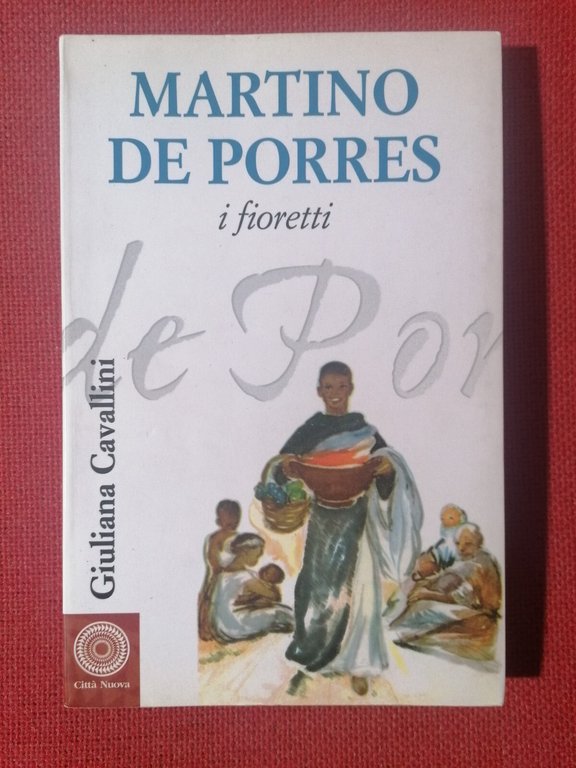 MARTINO
DE PORRES
i fioretti
de Por
Giuliana Cavallini
Città Nuova